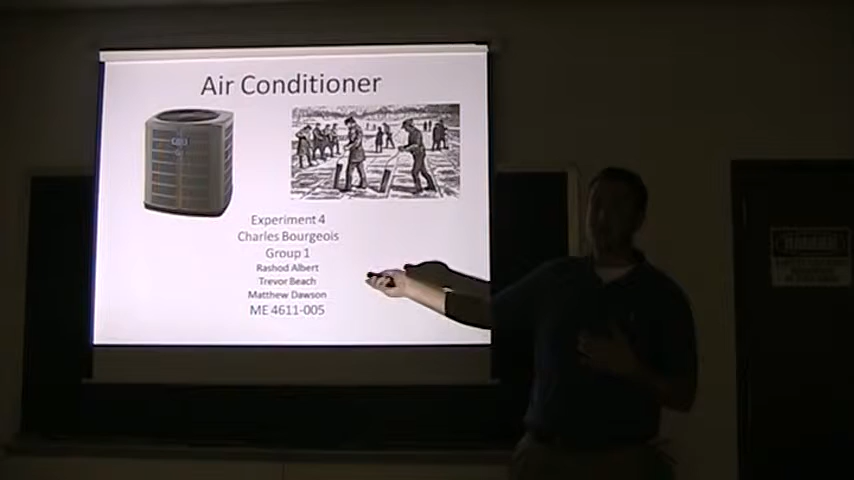 Air Conditioner
Experiment 4
Charles Bourgeois
Group 1
Rashod Albert
Trevor Beach
Matthew Dawson
ME 4611-005